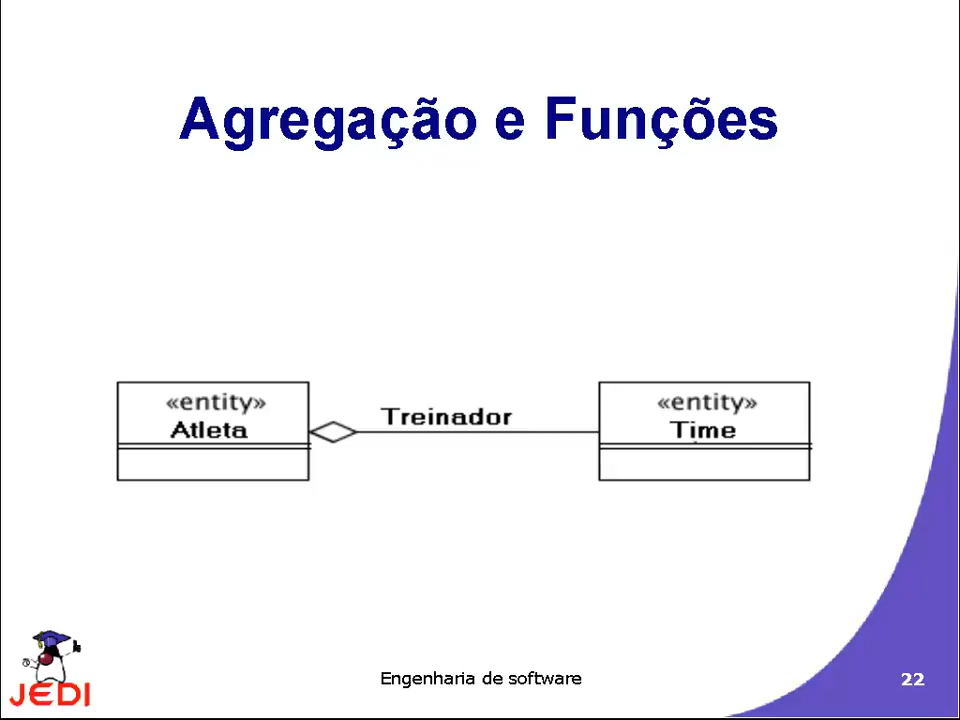 Agregação e Funções
«entity»
Atleta
Treinador
«entity»
Time
JEDI
Engenharia de software
22